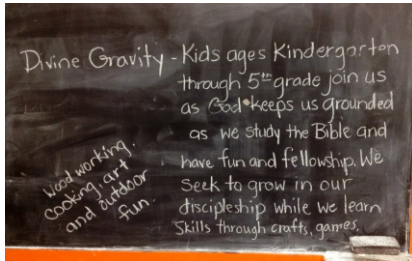 Divine Gravity - Kids ages Kindergarten
through 5th grade join us
as God keeps us grounded
as we study the Bible and
have fun and fellowship. We
seek to grow in our
discipleship while we learn
skills through crafts, games,
Wood working,
cooking, art
and outdoor
fun.